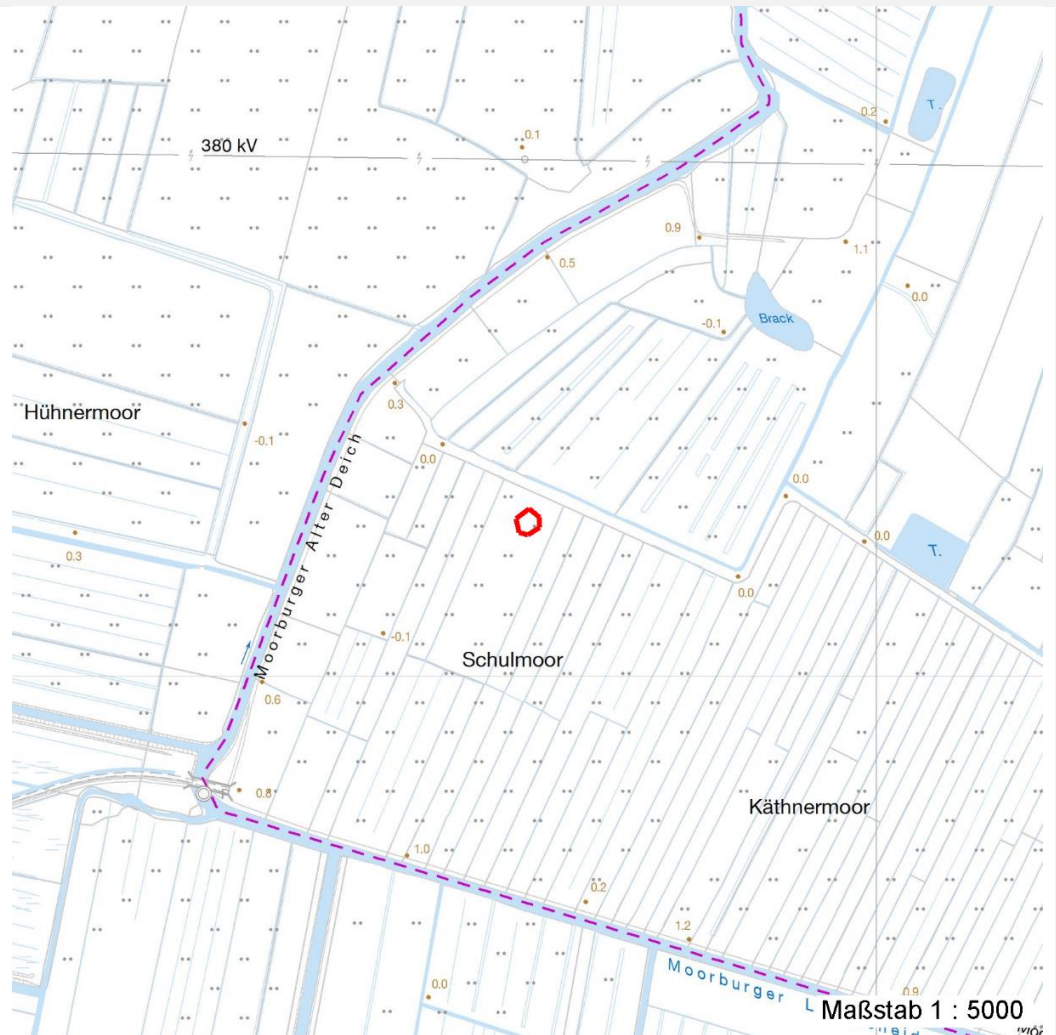 T.
0.2
380 kV
0.1
0.9
1.1
0.5
0.0
Brack
-0.1
0.3
Hühnermoor
-0.1
0.0
Moorburger Alter Deich
0.0
0.3
0.0
T.
0.0
-0.1
Schulmoor
0.6
0.8
P
Käthnermoor
1.0
0.2
1.2
Moorburger L
0.9
0.0
Maßstab 1 : 5000